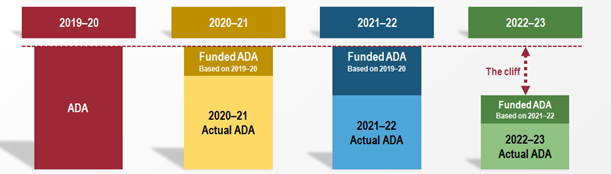 2019–20
2020–21
2021–22
2022–23
ADA
Funded ADA
Based on 2019–20
2020–21
Actual ADA
Funded ADA
Based on 2019–20
2021–22
Actual ADA
The cliff
Funded ADA
Based on 2021–22
2022–23
Actual ADA